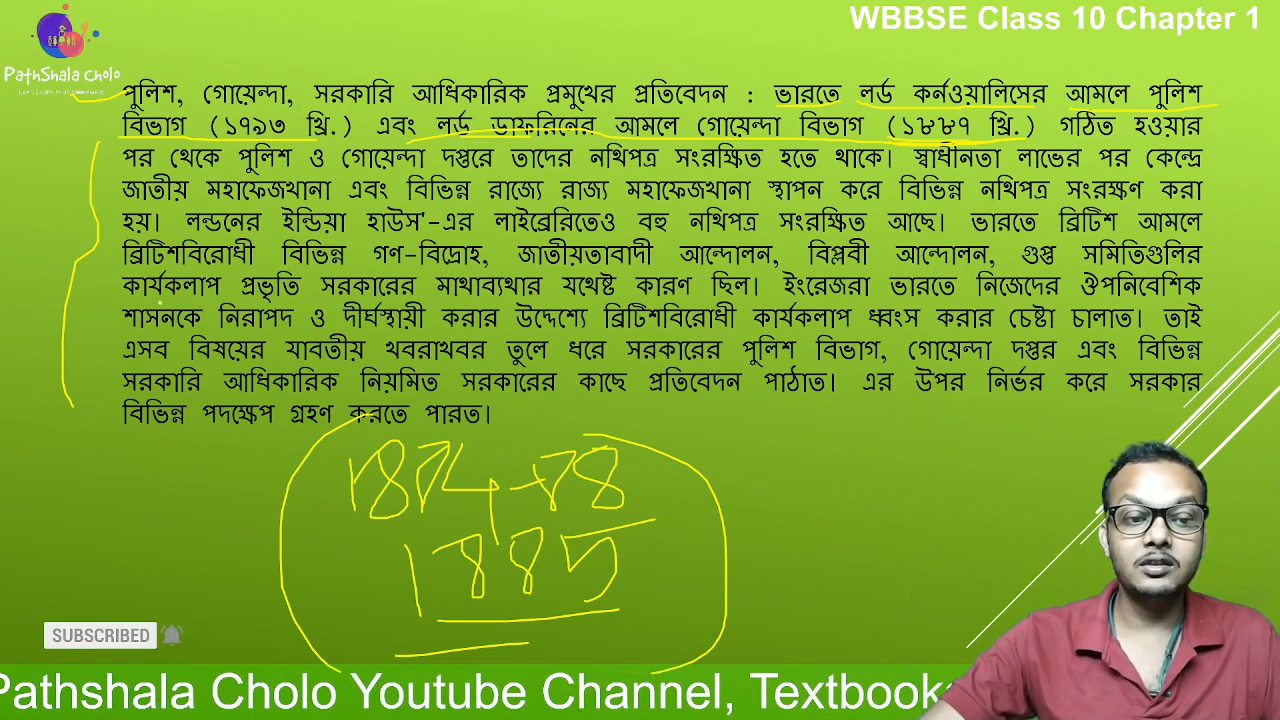 WBBSE Class 10 Chapter 1
PathShala Cholo
পুলিশ, গোয়েন্দা, সরকারি আধিকারিক প্রমুখের প্রতিবেদন : ভারতে লর্ড কর্নওয়ালিসের আমলে পুলিশ
বিভাগ (১৭৯৩ খ্রি.) এবং লর্ড ডাফরিনের আমলে গোয়েন্দা বিভাগ (১৮৮৭ খ্রি.) গঠিত হওয়ার
পর থেকে পুলিশ ও গোয়েন্দা দপ্তরে তাদের নথিপত্র সংরক্ষিত হতে থাকে। স্বাধীনতা লাভের পর কেন্দ্রে
জাতীয় মহাফেজখানা এবং বিভিন্ন রাজ্যে রাজ্য মহাফেজখানা স্থাপন করে বিভিন্ন নথিপত্র সংরক্ষণ করা
হয়। লন্ডনের ইন্ডিয়া হাউস'-এর লাইব্রেরিতেও বহু নথিপত্র সংরক্ষিত আছে। ভারতে ব্রিটিশ আমলে
ব্রিটিশবিরোধী বিভিন্ন গণ-বিদ্রোহ, জাতীয়তাবাদী আন্দোলন, বিপ্লবী আন্দোলন, গুপ্ত সমিতিগুলির
কার্যকলাপ প্রভৃতি সরকারের মাথাব্যথার যথেষ্ট কারণ ছিল। ইংরেজরা ভারতে নিজেদের ঔপনিবেশিক
শাসনকে নিরাপদ ও দীর্ঘস্থায়ী করার উদ্দেশ্যে ব্রিটিশবিরোধী কার্যকলাপ ধ্বংস করার চেষ্টা চালাত। তাই
এসব বিষয়ের যাবতীয় খবরাখবর তুলে ধরে সরকারের পুলিশ বিভাগ, গোয়েন্দা দপ্তর এবং বিভিন্ন
সরকারি আধিকারিক নিয়মিত সরকারের কাছে প্রতিবেদন পাঠাত। এর উপর নির্ভর করে সরকার
বিভিন্ন পদক্ষেপ গ্রহণ করতে পারত।
1874-78
1885
SUBSCRIBED
Pathshala Cholo Youtube Channel, Textbook